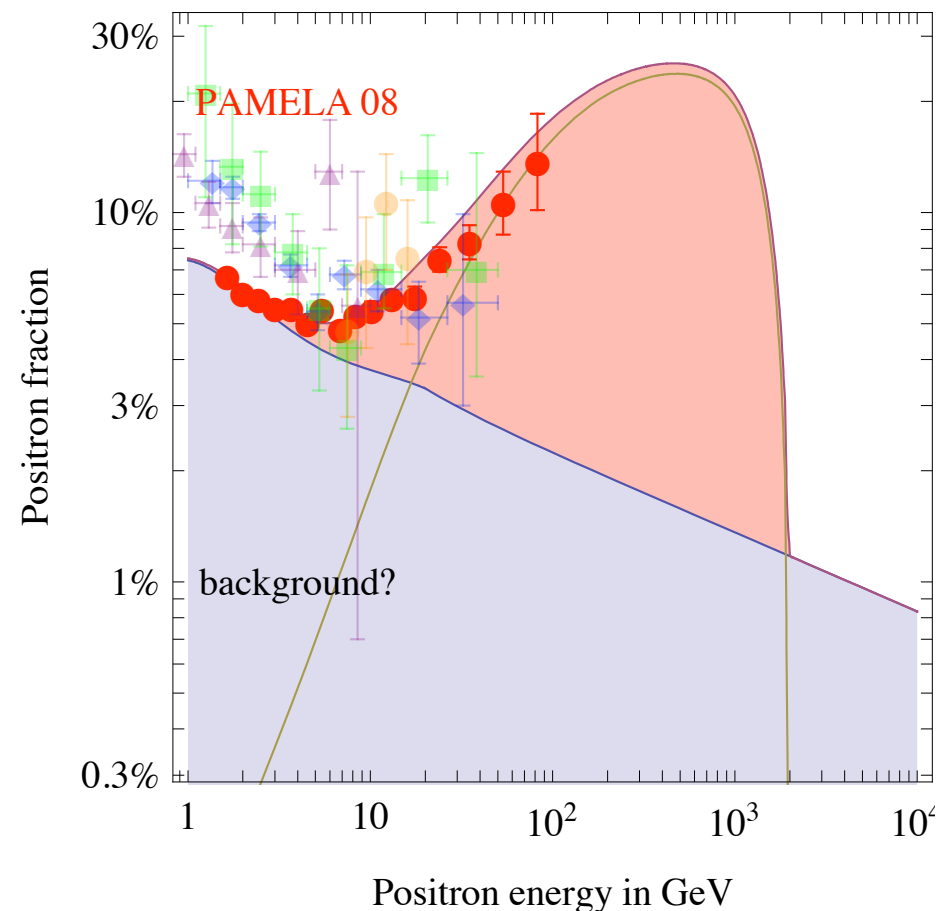 30%
PAMELA 08
10%
Positron fraction
3%
1%
background?
0.3%
1
10
10²
10³
10⁴
Positron energy in GeV